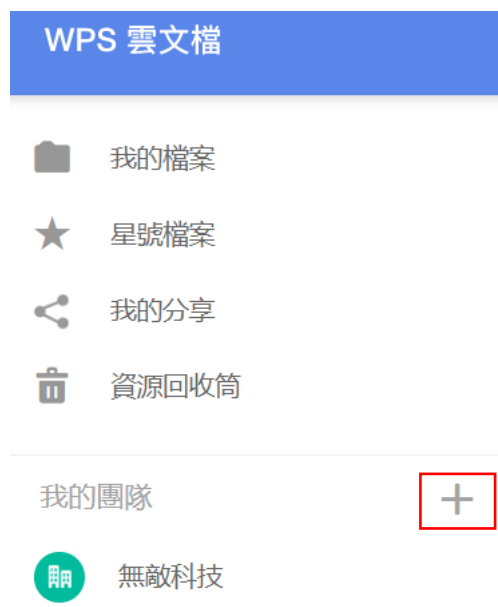 WPS 雲文檔
我的檔案
星號檔案
我的分享
資源回收筒
我的團隊
無敵科技